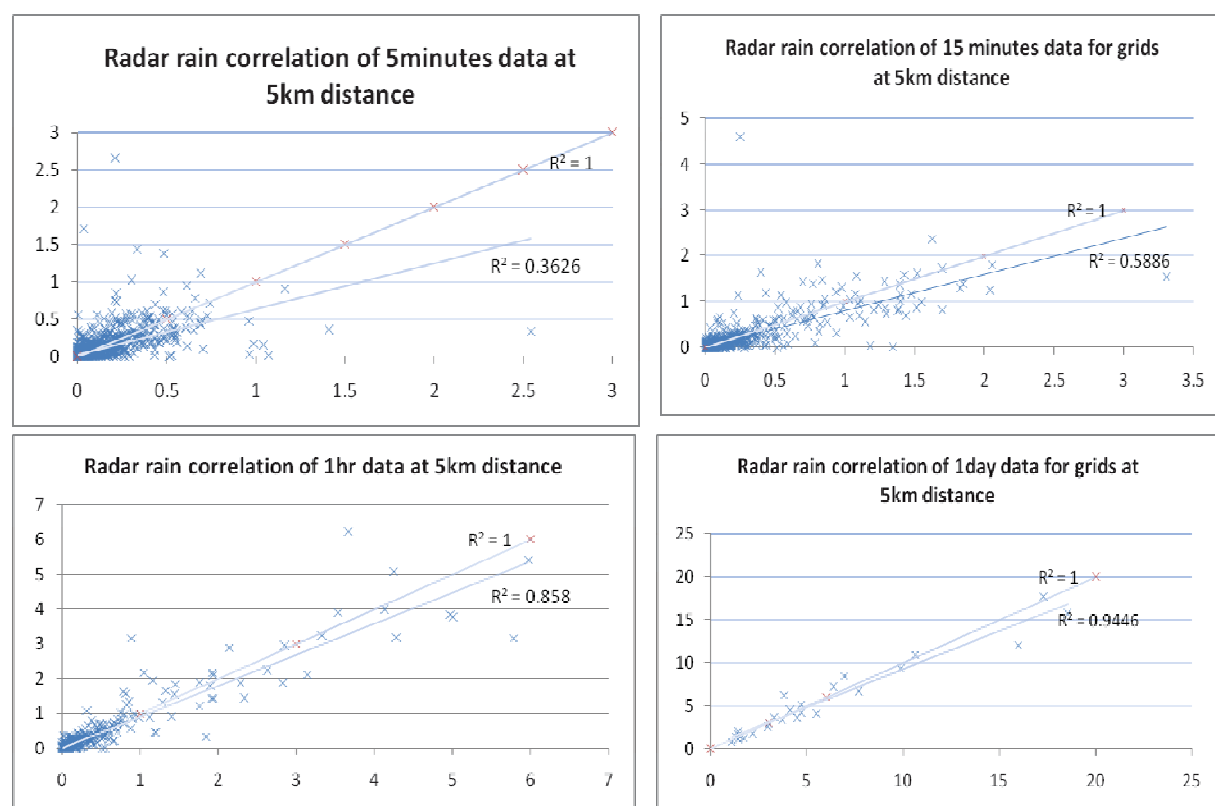 Radar rain correlation of 5minutes data at
5km distance
3
2.5
2
1.5
1
0.5
0
R² = 1
R² = 0.3626
0 0.5 1 1.5 2 2.5 3
Radar rain correlation of 15 minutes data for grids
at 5km distance
5
4
3
2
1
0
R² = 1
R² = 0.5886
0 0.5 1 1.5 2 2.5 3 3.5
Radar rain correlation of 1hr data at 5km distance
7
6
5
4
3
2
1
0
R² = 1
R² = 0.858
0 1 2 3 4 5 6 7
Radar rain correlation of 1day data for grids at
5km distance
25
20
15
10
5
0
R² = 1
R² = 0.9446
0 5 10 15 20 25